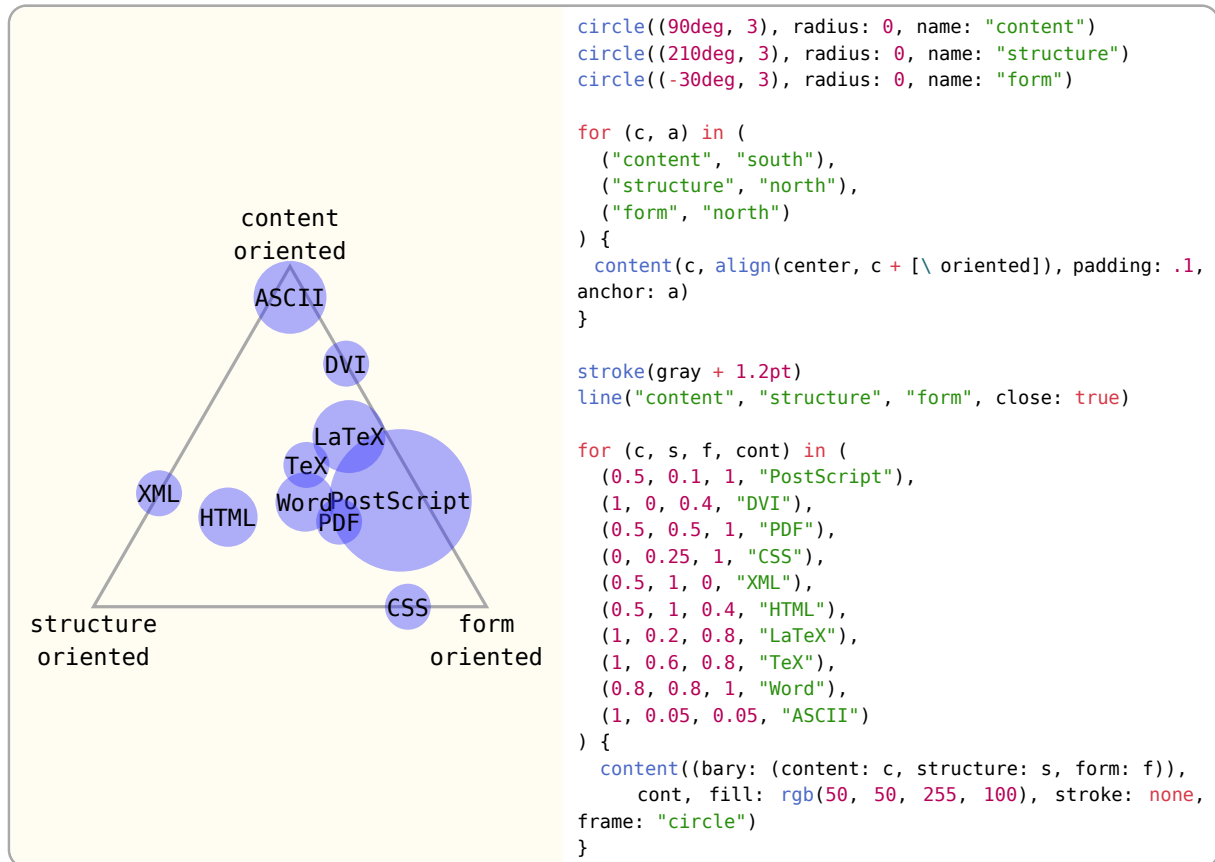 content
oriented
ASCII
DVI
LaTeX
TeX
XML
Word
PostScript
HTML
PDF
CSS
structure
oriented
form
oriented
circle((90deg, 3), radius: 0, name: "content")
circle((210deg, 3), radius: 0, name: "structure")
circle((-30deg, 3), radius: 0, name: "form")
for (c, a) in (
("content", "south"),
("structure", "north"),
("form", "north")
) {
content(c, align(center, c + [\ oriented]), padding: .1,
anchor: a)
}
stroke(gray + 1.2pt)
line("content", "structure", "form", close: true)
for (c, s, f, cont) in (
(0.5, 0.1, 1, "PostScript"),
(1, 0, 0.4, "DVI"),
(0.5, 0.5, 1, "PDF"),
(0, 0.25, 1, "CSS"),
(0.5, 1, 0, "XML"),
(0.5, 1, 0.4, "HTML"),
(1, 0.2, 0.8, "LaTeX"),
(1, 0.6, 0.8, "TeX"),
(0.8, 0.8, 1, "Word"),
(1, 0.05, 0.05, "ASCII")
) {
content((bary: (content: c, structure: s, form: f)),
cont, fill: rgb(50, 50, 255, 100), stroke: none,
frame: "circle")
}